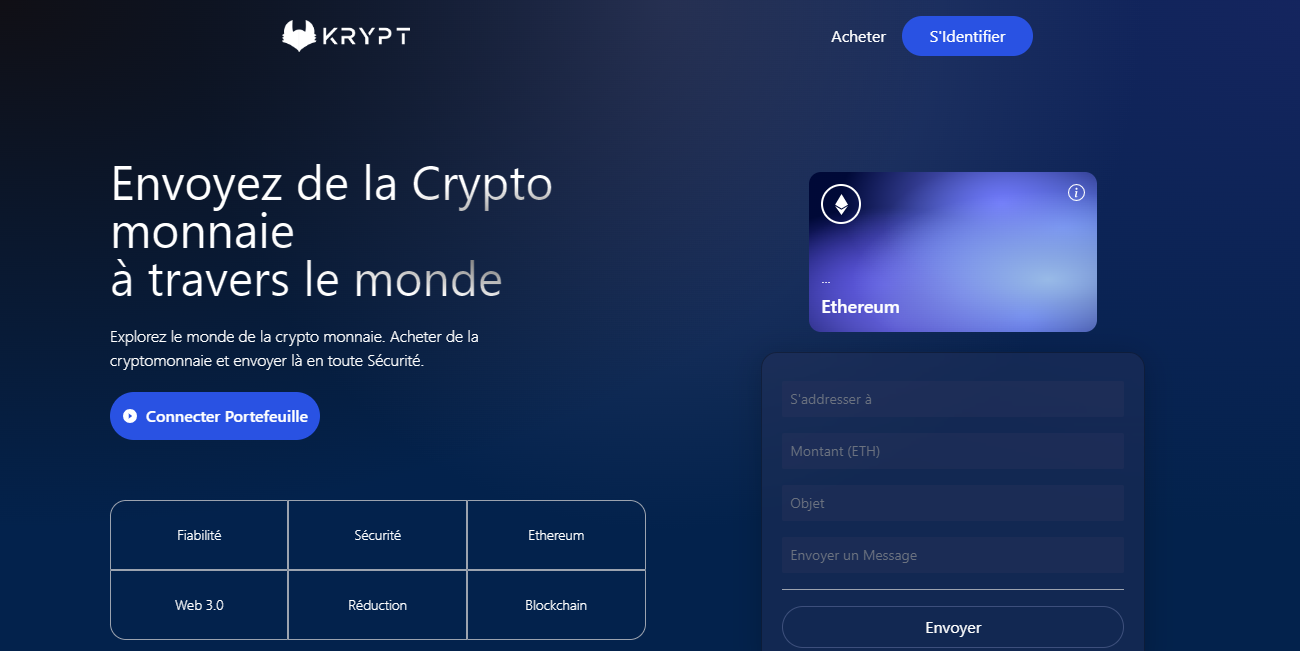 KRYPT
Acheter
S'Identifier
Envoyez de la Crypto
monnaie
à travers le monde
Explorez le monde de la crypto monnaie. Acheter de la
cryptomonnaie et envoyer là en toute Sécurité.
Connecter Portefeuille
Fiabilité
Sécurité
Ethereum
Web 3.0
Réduction
Blockchain
i
...
Ethereum
S'addresser à
Montant (ETH)
Objet
Envoyer un Message
Envoyer